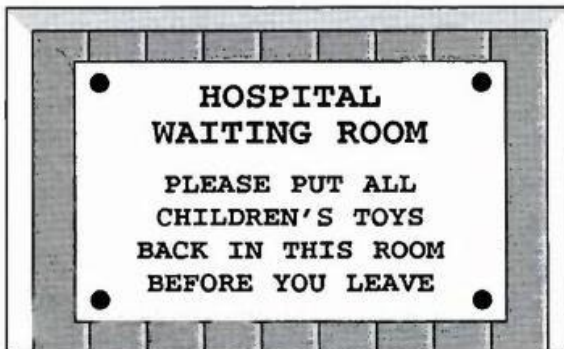 HOSPITAL
WAITING ROOM
PLEASE PUT ALL
CHILDREN'S TOYS
BACK IN THIS ROOM
BEFORE YOU LEAVE